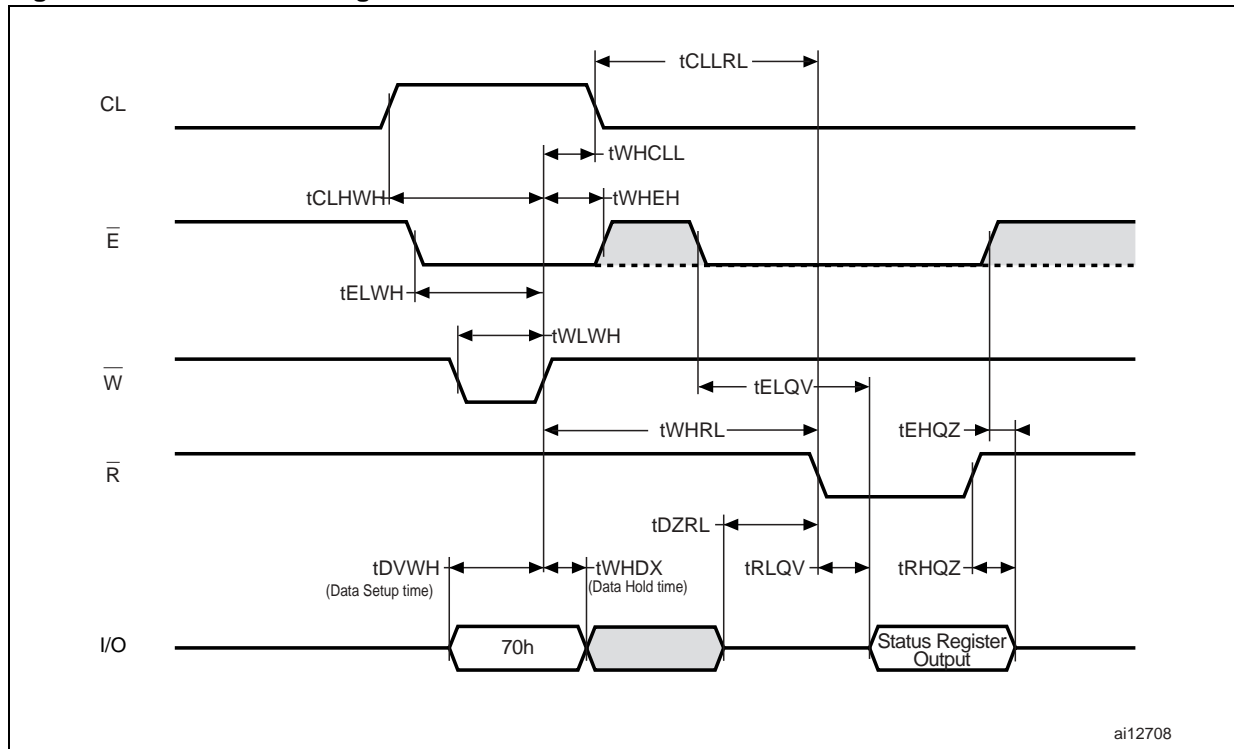 tCLLRL
CL
tWHCLL
tCLHWH
tWHEH
E
tELWH
tWLWH
W
tELQV
tWHRL
tEHQZ
R
tDZRL
tDVWH
(Data Setup time)
tWHDX
(Data Hold time)
tRLQV
tRHQZ
I/O
70h
Status Register
Output
ai12708